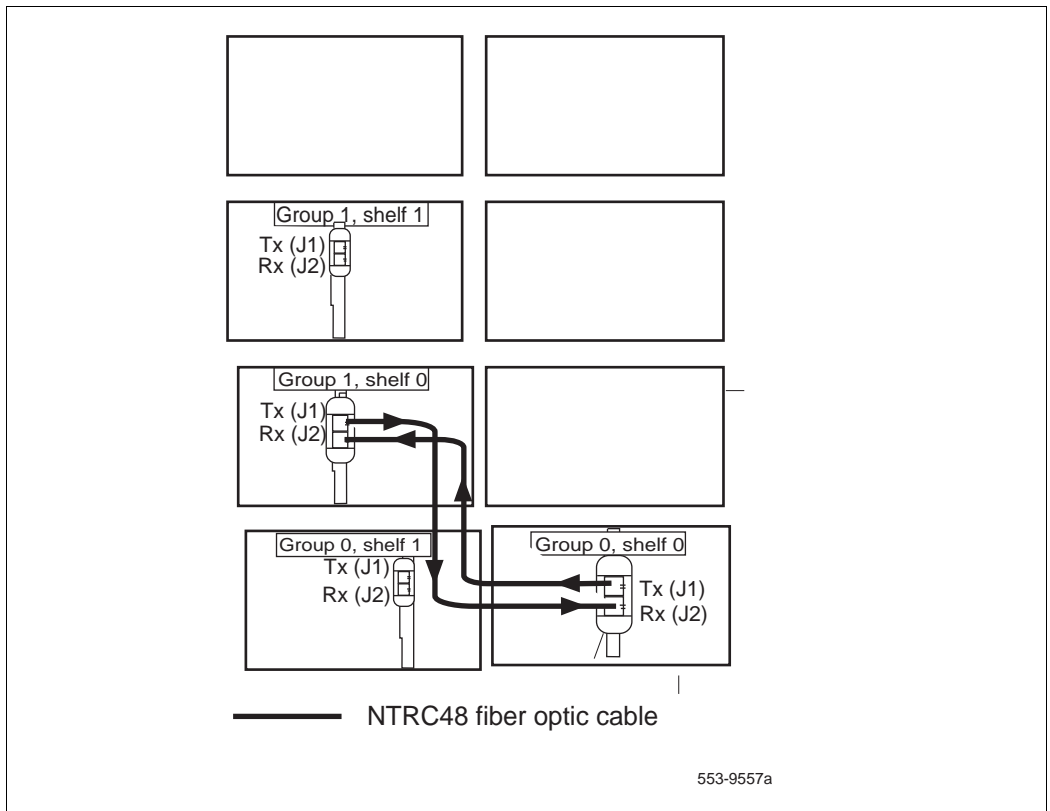 Group 1, shelf 1
Tx (J1)
Rx (J2)
Group 1, shelf 0
Tx (J1)
Rx (J2)
Group 0, shelf 1
Tx (J1)
Rx (J2)
Group 0, shelf 0
Tx (J1)
Rx (J2)
NTRC48 fiber optic cable
553-9557a